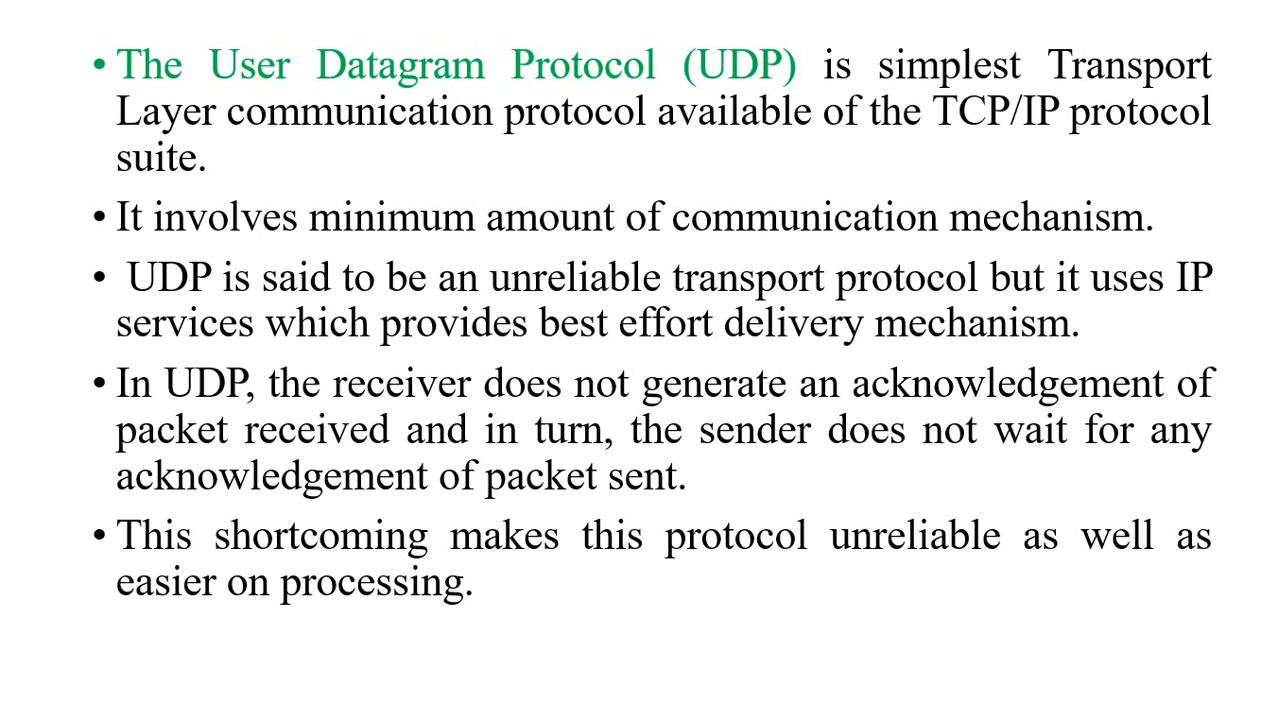 • The User Datagram Protocol (UDP) is simplest Transport
Layer communication protocol available of the TCP/IP protocol
suite.
• It involves minimum amount of communication mechanism.
• UDP is said to be an unreliable transport protocol but it uses IP
services which provides best effort delivery mechanism.
• In UDP, the receiver does not generate an acknowledgement of
packet received and in turn, the sender does not wait for any
acknowledgement of packet sent.
• This shortcoming makes this protocol unreliable as well as
easier on processing.